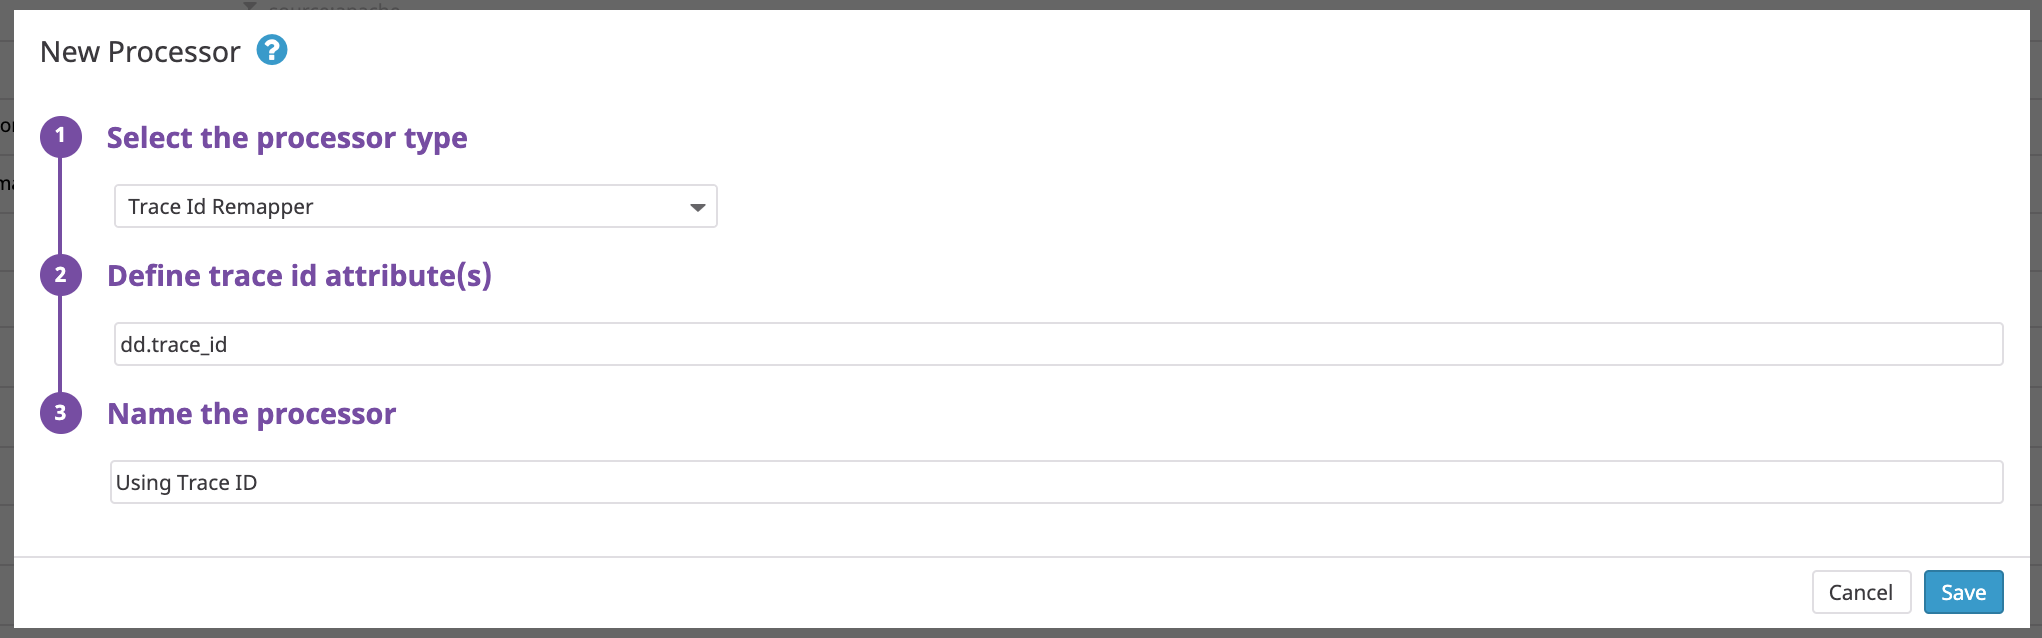 New Processor ?
1 Select the processor type
Trace Id Remapper
2 Define trace id attribute(s)
dd.trace_id
3 Name the processor
Using Trace ID
Cancel Save